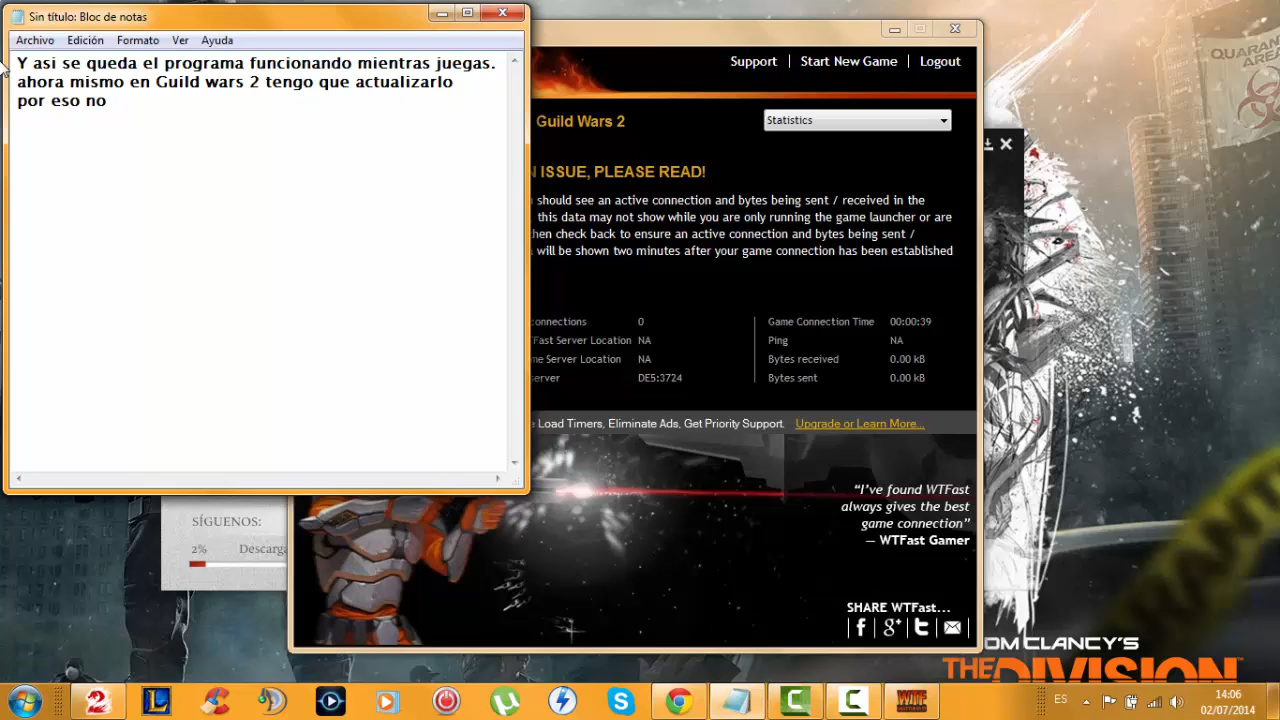 Sin título: Bloc de notas
Archivo Edición Formato Ver Ayuda
Y asi se queda el programa funcionando mientras juegas.
ahora mismo en Guild wars 2 tengo que actualizarlo
por eso no
Support Start New Game Logout
Guild Wars 2
Statistics
ISSUE, PLEASE READ!
should see an active connection and bytes being sent / received in the
this data may not show while you are only running the game launcher or are
then check back to ensure an active connection and bytes being sent /
will be shown two minutes after your game connection has been established
connections 0
Game Connection Time 00:00:39
Fast Server Location NA
Ping NA
Server Location NA
Bytes received 0.00 kB
server DE5:3724
Bytes sent 0.00 kB
Load Timers, Eliminate Ads, Get Priority Support. Upgrade or Learn More...
“I've found WTFast
always gives the best
game connection”
— WTFast Gamer
SHARE WTFast...
SÍGUENOS:
2% Descarga
QUARAN
TOM CLANCY'S
THE DIVISION
ES
14:06
02/07/2014